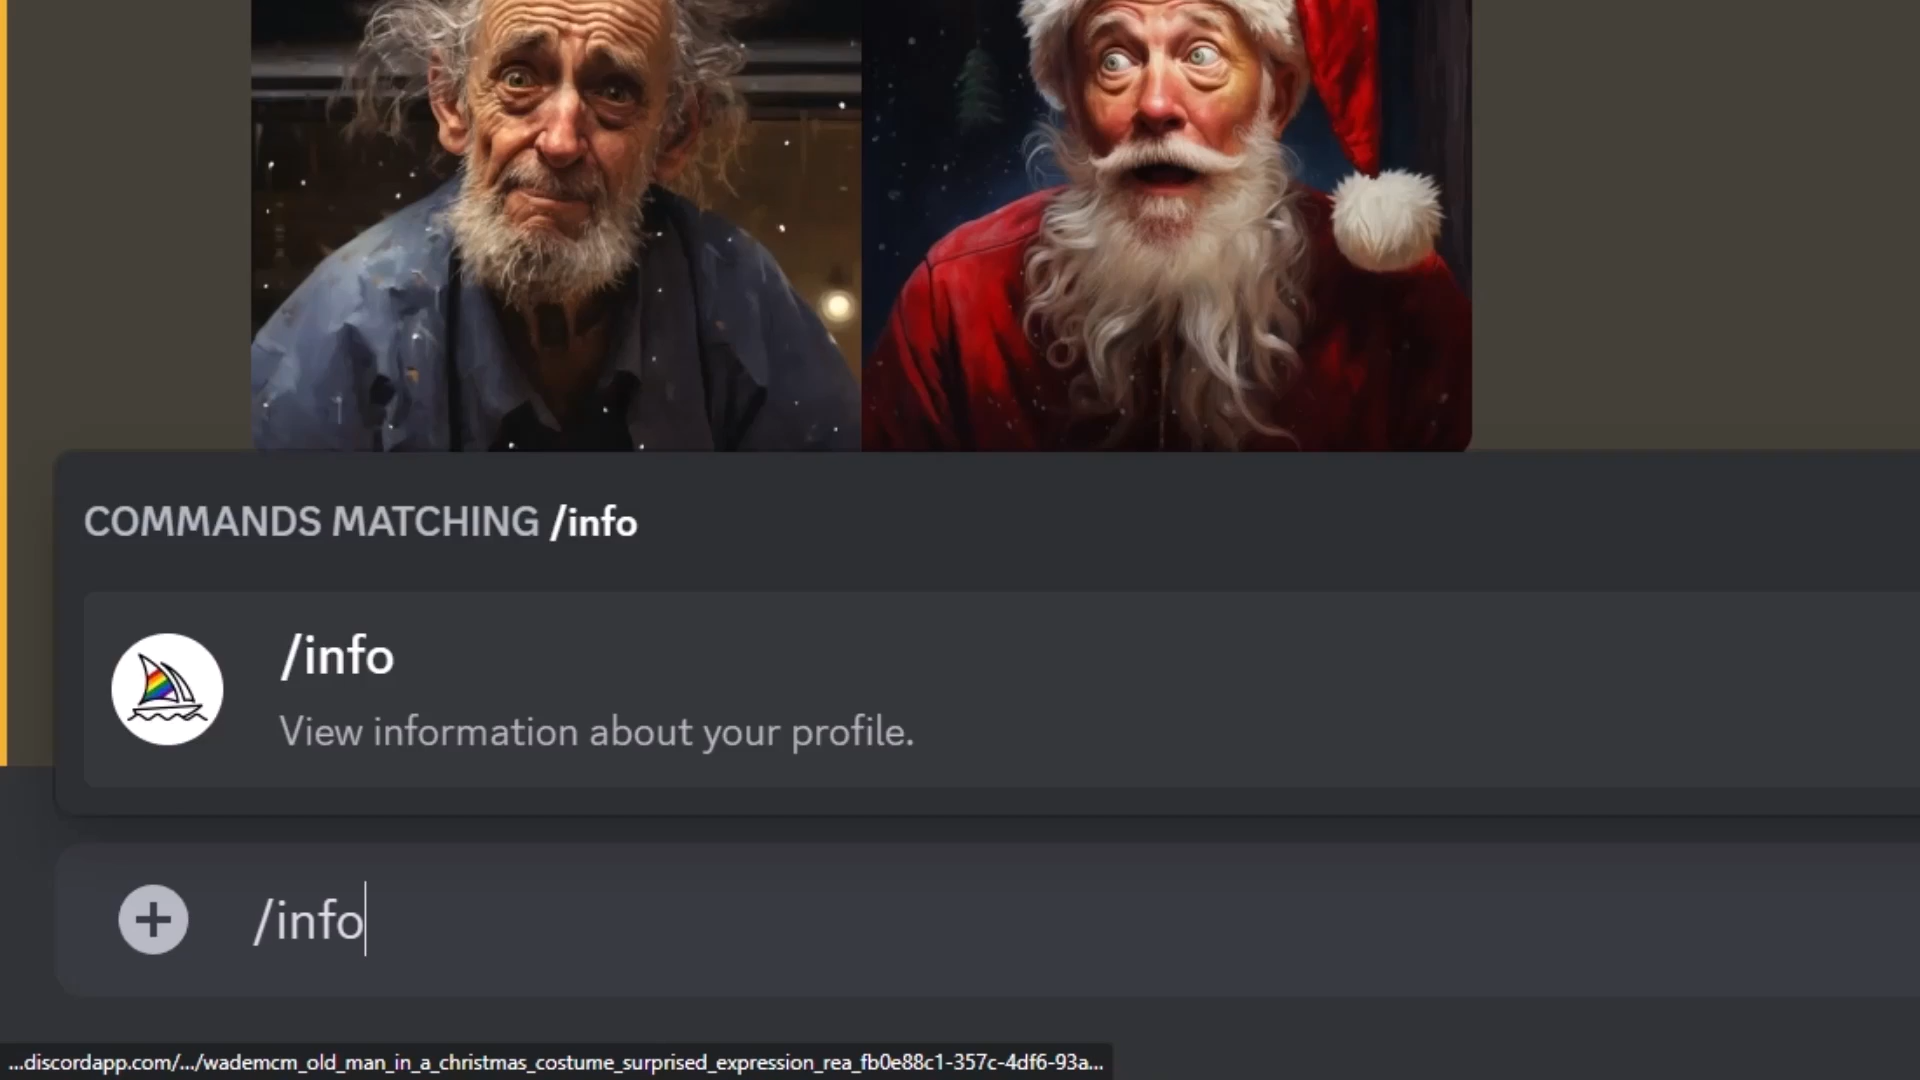 COMMANDS MATCHING /info
/info
View information about your profile.
/info
...discordapp.com/.../wademcm_old_man_in_a_christmas_costume_surprised_expression_rea_fb0e88c1-357c-4df6-93a...